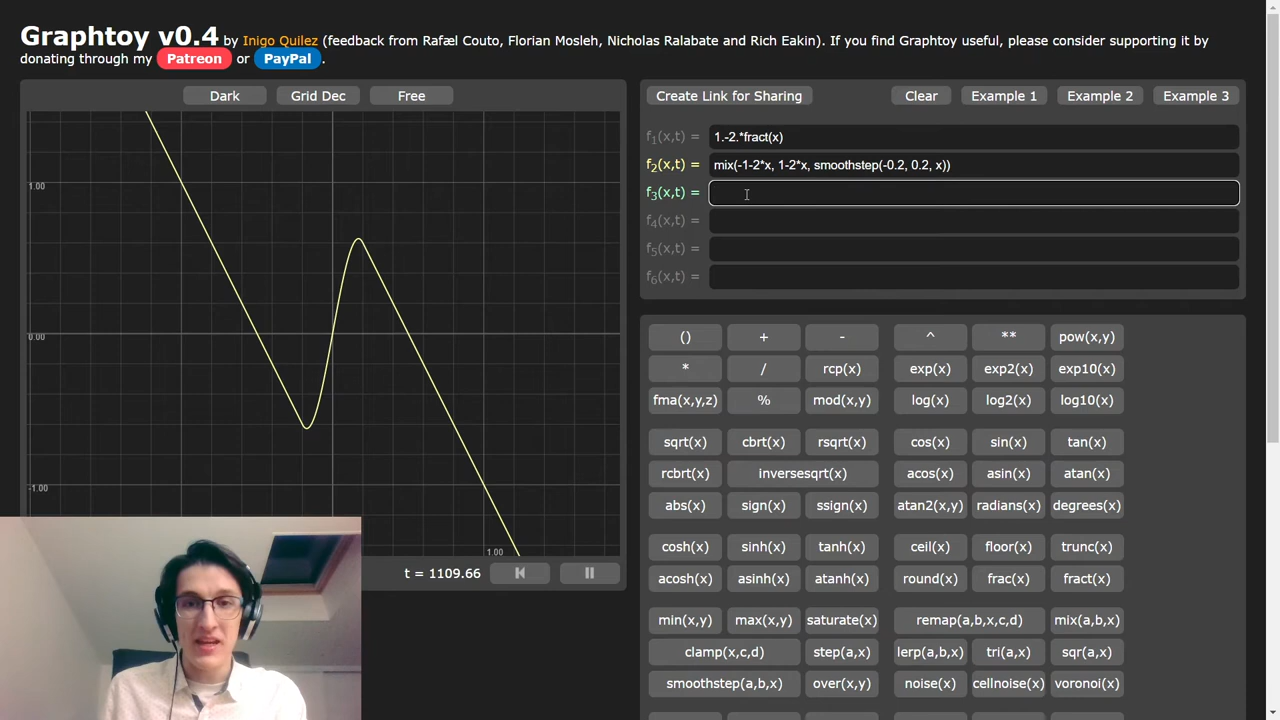 Graphtoy v0.4 by Inigo Quilez (feedback from Rafæl Couto, Florian Mosleh, Nicholas Ralabate and Rich Eakin). If you find Graphtoy useful, please consider supporting it by
donating through my Patreon or PayPal.
Dark Grid Dec Free
1.00
0.00
-1.00
1.00
t = 1109.66
Create Link for Sharing Clear Example 1 Example 2 Example 3
f1(x,t) = 1.-2.*fract(x)
f2(x,t) = mix(-1-2*x, 1-2*x, smoothstep(-0.2, 0.2, x))
f3(x,t) =
f4(x,t) =
f5(x,t) =
f6(x,t) =
() + - ^ ** pow(x,y)
* / rcp(x) exp(x) exp2(x) exp10(x)
fma(x,y,z) % mod(x,y) log(x) log2(x) log10(x)
sqrt(x) cbrt(x) rsqrt(x) cos(x) sin(x) tan(x)
rcbrt(x) inversesqrt(x) acos(x) asin(x) atan(x)
abs(x) sign(x) ssign(x) atan2(x,y) radians(x) degrees(x)
cosh(x) sinh(x) tanh(x) ceil(x) floor(x) trunc(x)
acosh(x) asinh(x) atanh(x) round(x) frac(x) fract(x)
min(x,y) max(x,y) saturate(x) remap(a,b,x,c,d) mix(a,b,x)
clamp(x,c,d) step(a,x) lerp(a,b,x) tri(a,x) sqr(a,x)
smoothstep(a,b,x) over(x,y) noise(x) cellnoise(x) voronoi(x)